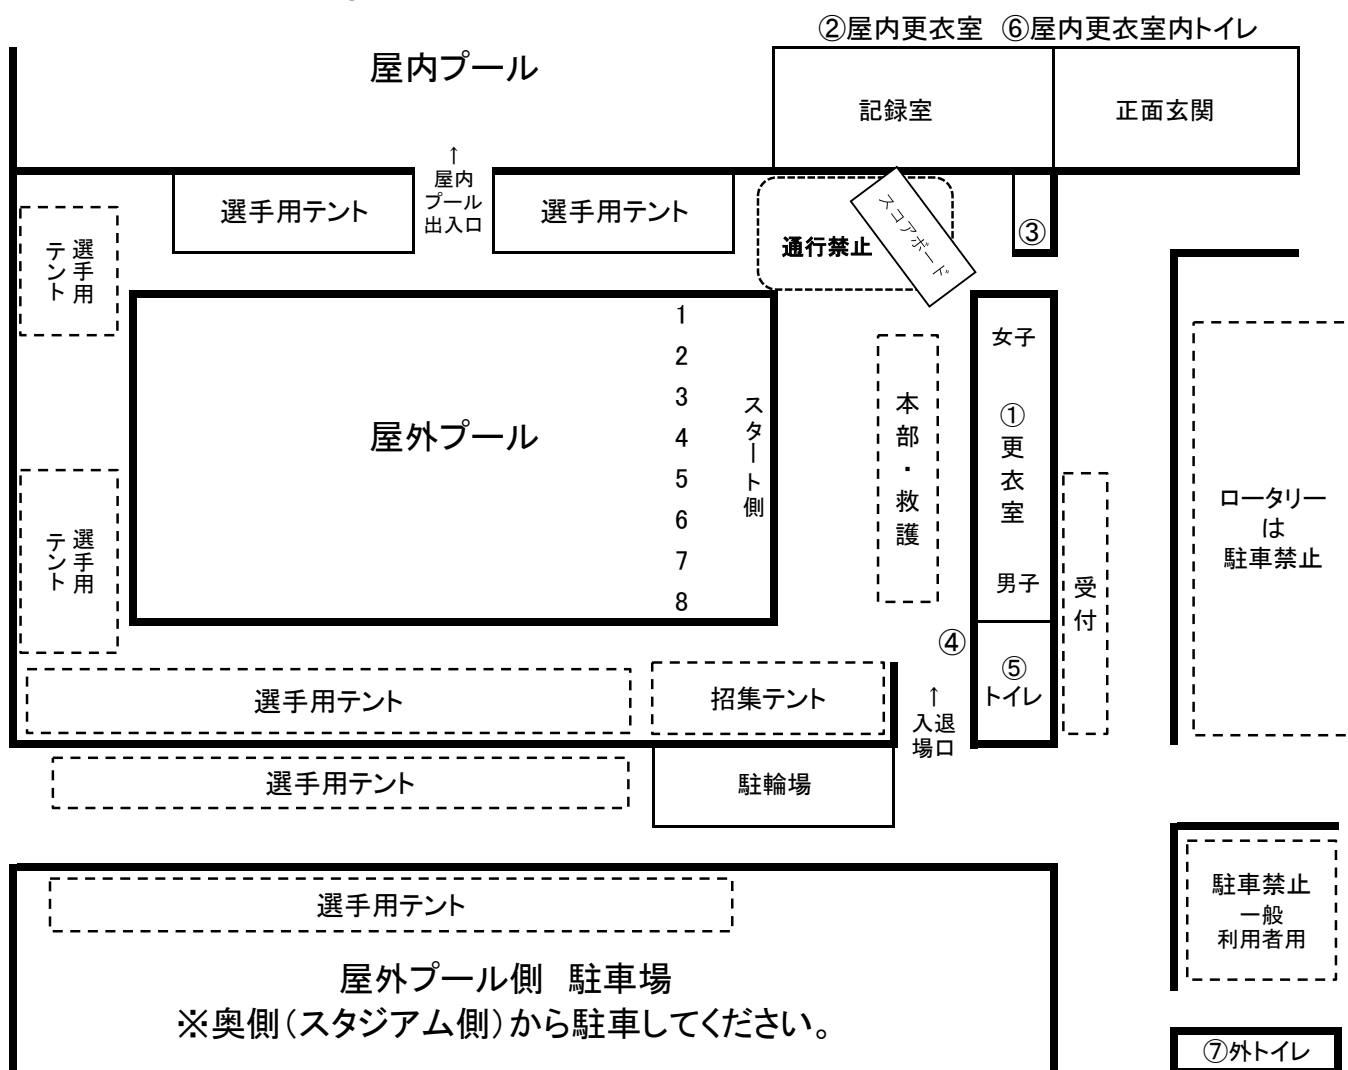 ②屋内更衣室 ⑥屋内更衣室内トイレ
屋内プール
記録室
正面玄関
↑
屋内
プール
出入口
選手用テント
選手用テント
選手用
テント
通行禁止
スコアボード
③
1
2
3
4
5
6
7
8
スタート側
屋外プール
本部・救護
女子
①
更衣室
男子
受付
ロータリー
は
駐車禁止
選手用
テント
④
⑤
トイレ
選手用テント
招集テント
↑
入退
場口
選手用テント
駐輪場
選手用テント
駐車禁止
一般
利用者用
屋外プール側 駐車場
※奥側(スタジアム側)から駐車してください。
⑦外トイレ